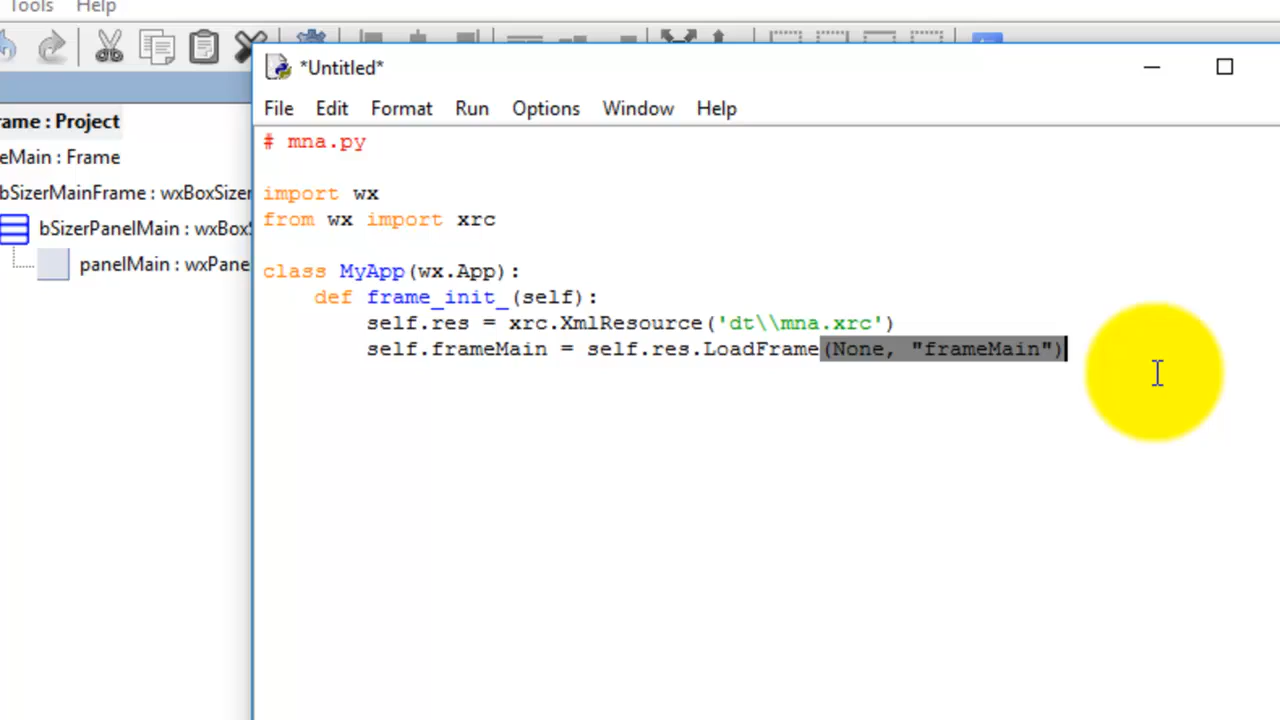 Tools Help
*Untitled*
File Edit Format Run Options Window Help
rame : Project
eMain : Frame
bSizerMainFrame : wxBoxSizer
bSizerPanelMain : wxBoxS
panelMain : wxPane
# mna.py
import wx
from wx import xrc
class MyApp(wx.App):
    def frame_init_(self):
        self.res = xrc.XmlResource('dt\\mna.xrc')
        self.frameMain = self.res.LoadFrame(None, "frameMain")